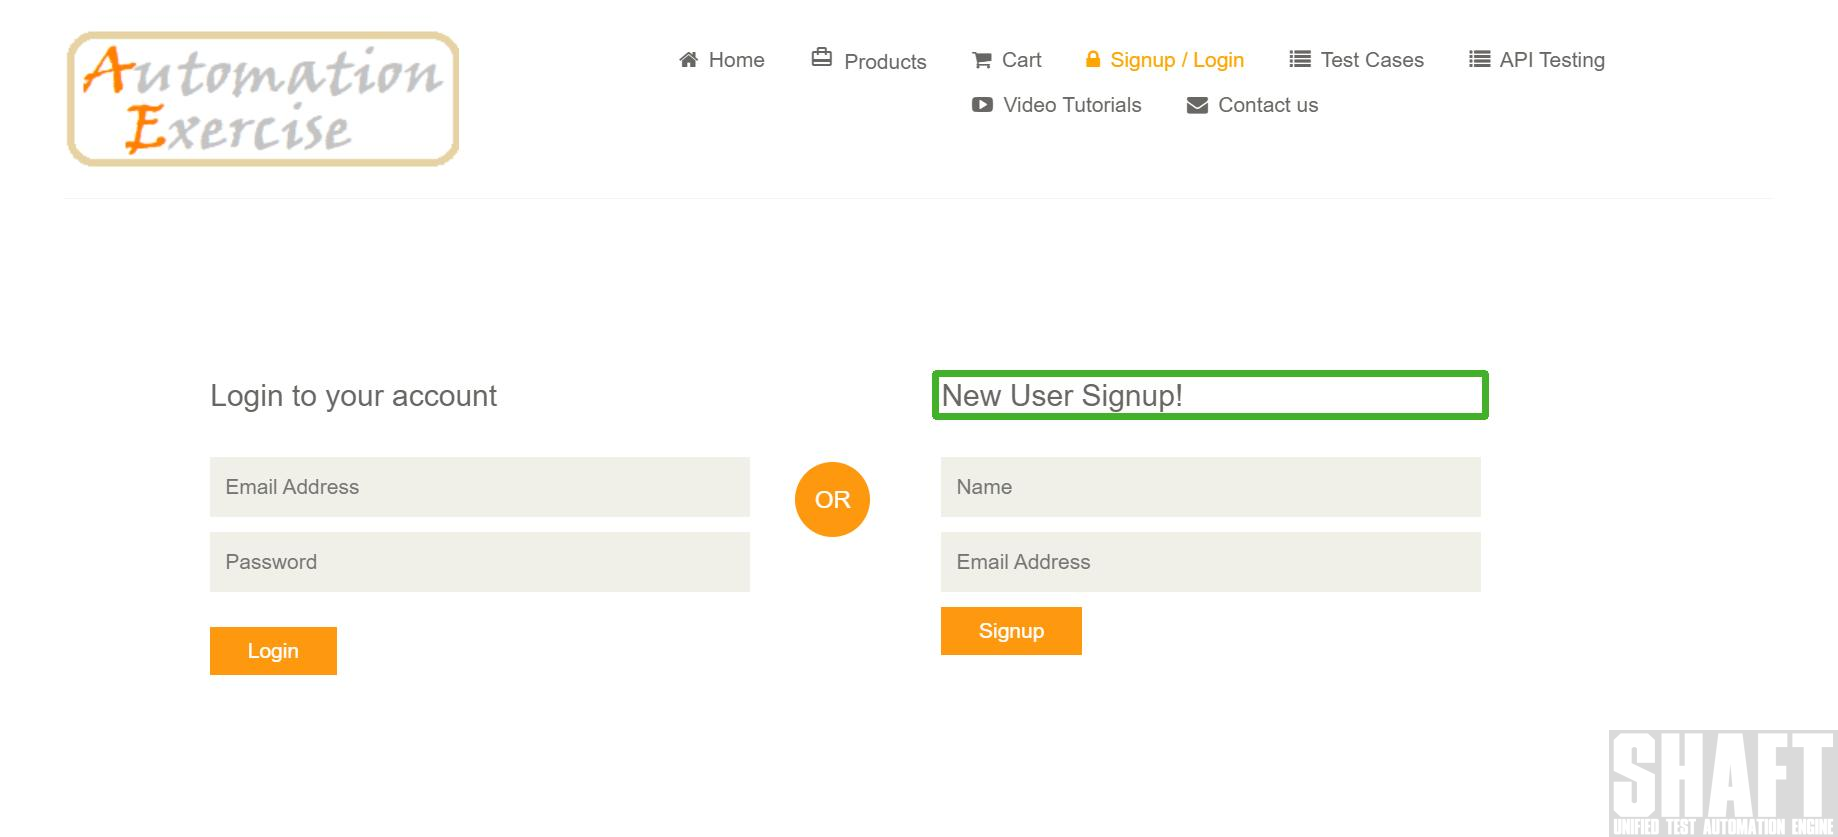 Automation
Exercise
Home Products Cart Signup / Login Test Cases API Testing
Video Tutorials Contact us
Login to your account
Email Address
Password
Login
OR
New User Signup!
Name
Email Address
Signup
SHAFT
UNIFIED TEST AUTOMATION ENGINE